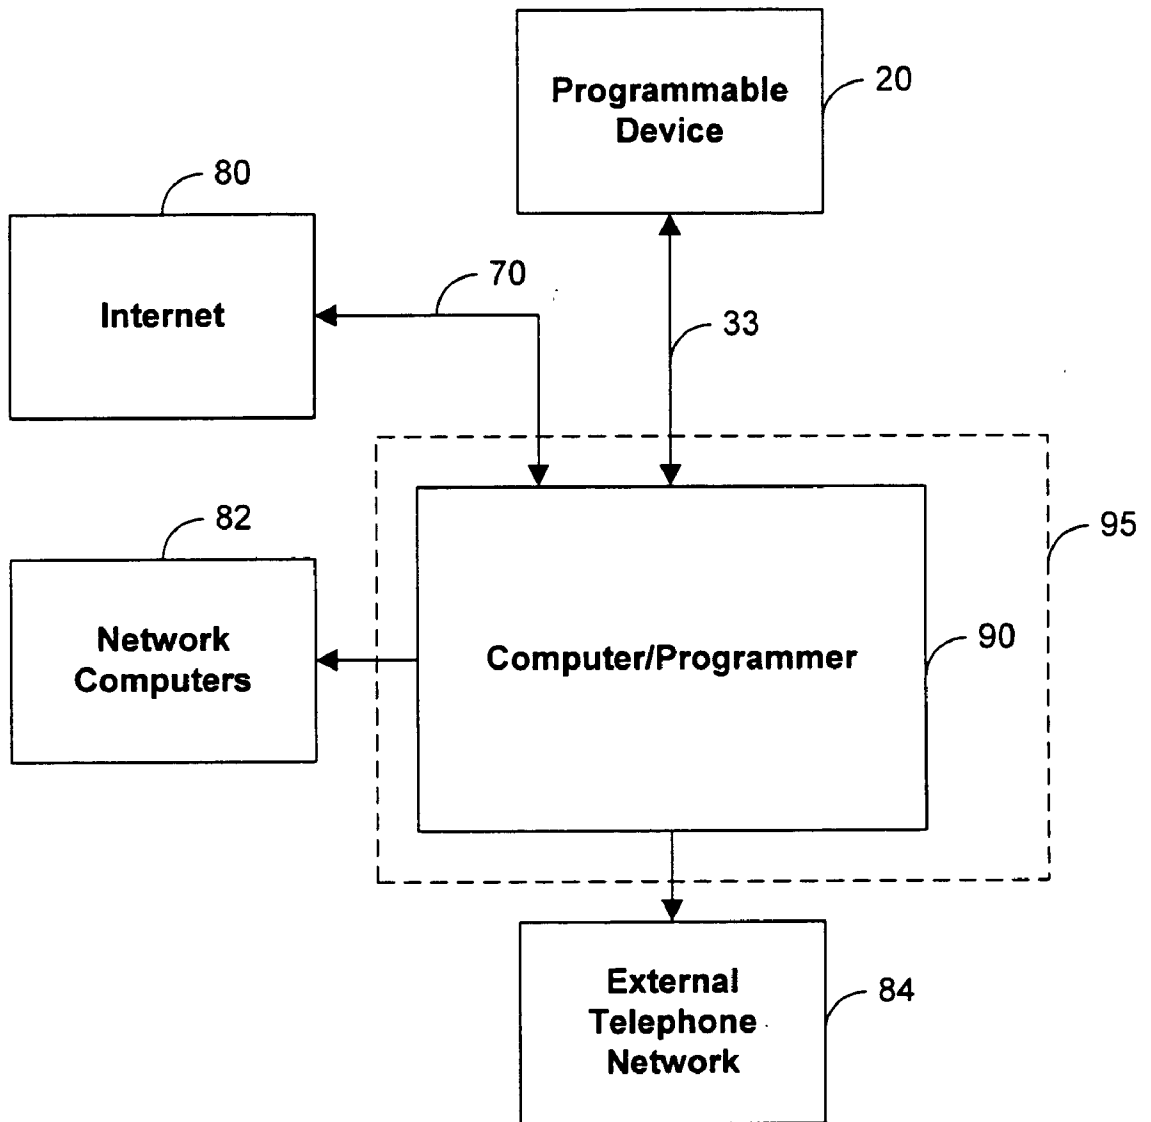 Programmable
Device
20
80
Internet
70
33
82
Network
Computers
95
Computer/Programmer
90
External
Telephone
Network
84